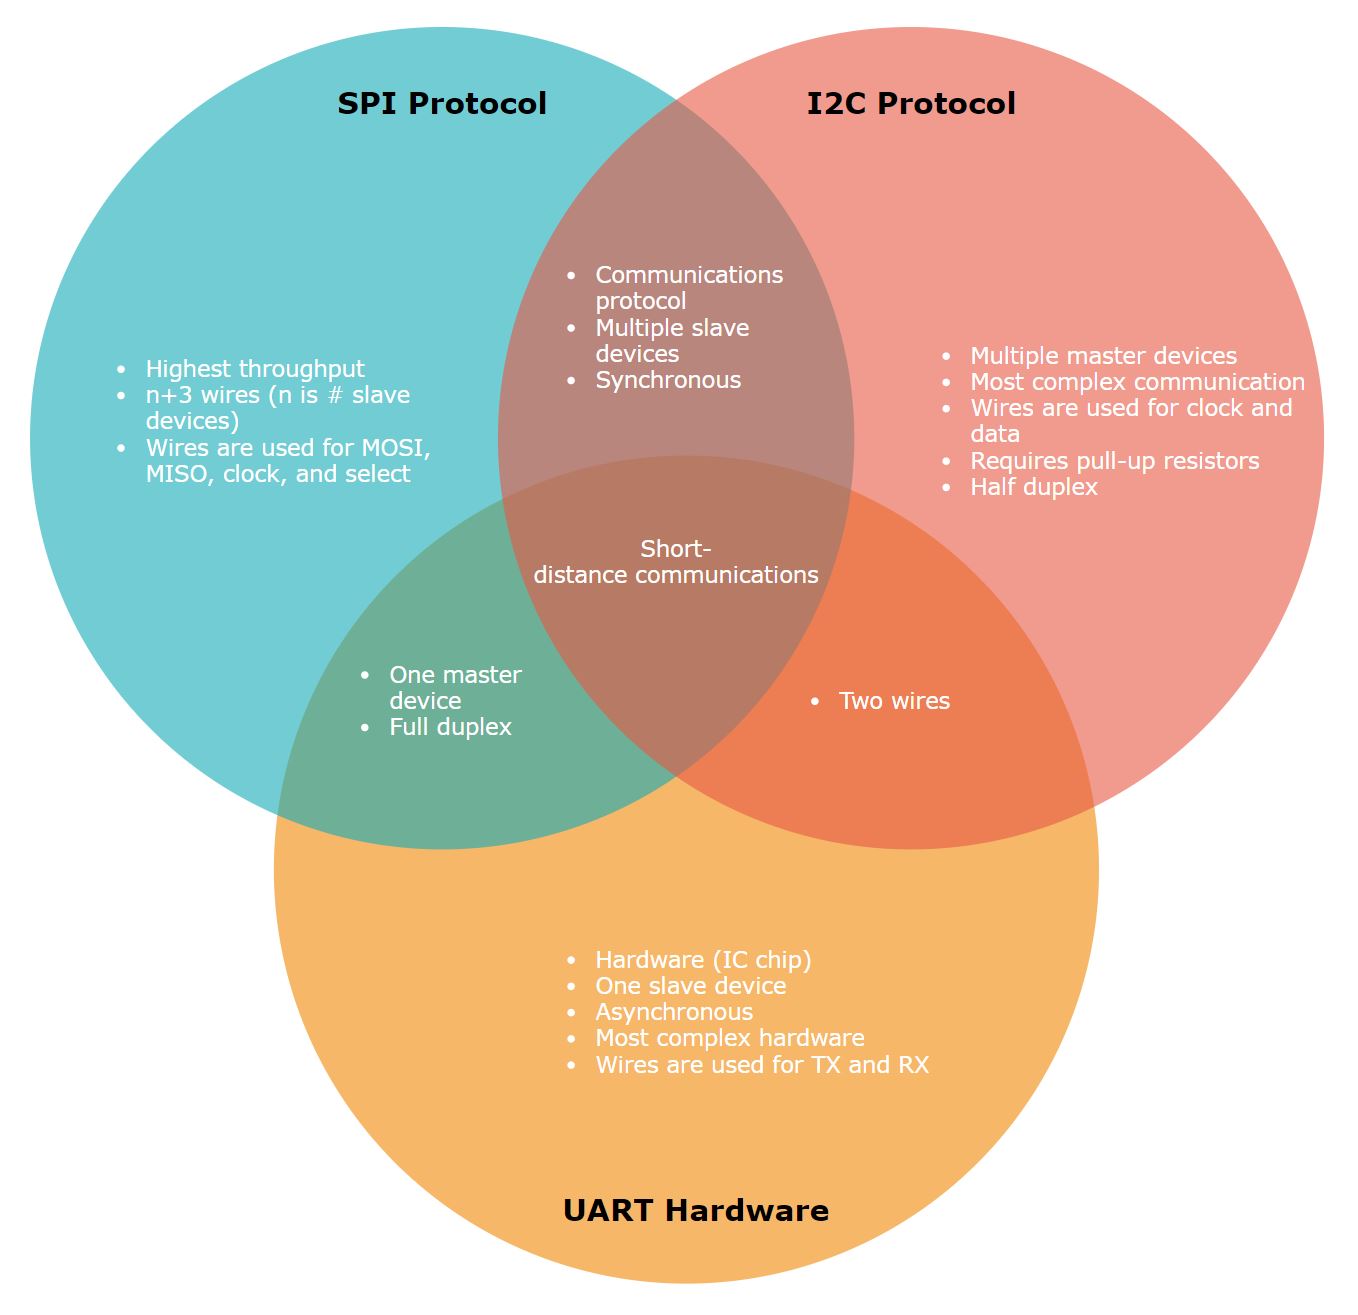 SPI Protocol
I2C Protocol
• Communications
protocol
• Multiple slave
devices
• Synchronous
• Highest throughput
• n+3 wires (n is # slave
devices)
• Wires are used for MOSI,
MISO, clock, and select
• Multiple master devices
• Most complex communication
• Wires are used for clock and
data
• Requires pull-up resistors
• Half duplex
Short-
distance communications
• One master
device
• Full duplex
• Two wires
• Hardware (IC chip)
• One slave device
• Asynchronous
• Most complex hardware
• Wires are used for TX and RX
UART Hardware